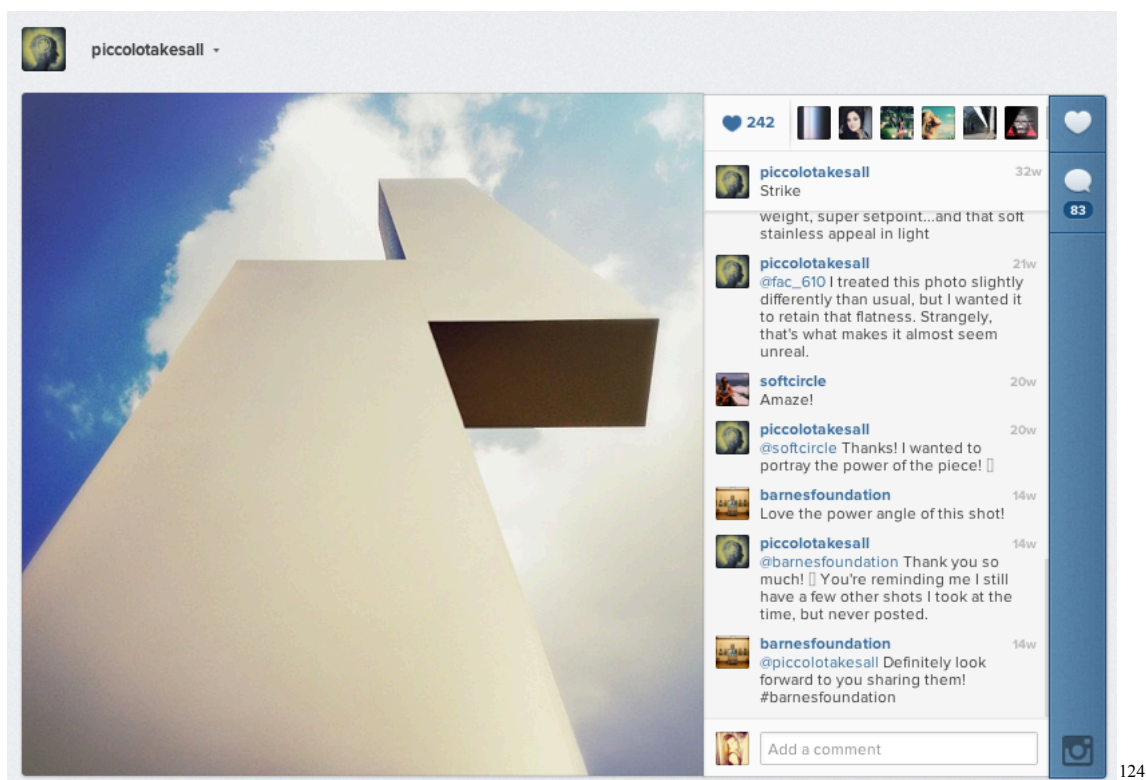 piccolotakesall
242
piccolotakesall 32w
Strike
weight, super setpoint...and that soft
stainless appeal in light
piccolotakesall 21w
@fac_610 I treated this photo slightly
differently than usual, but I wanted it
to retain that flatness. Strangely,
that's what makes it almost seem
unreal.
softcircle 20w
Amaze!
piccolotakesall 20w
@softcircle Thanks! I wanted to
portray the power of the piece! ▯
barnesfoundation 14w
Love the power angle of this shot!
piccolotakesall 14w
@barnesfoundation Thank you so
much! ▯ You're reminding me I still
have a few other shots I took at the
time, but never posted.
barnesfoundation 14w
@piccolotakesall Definitely look
forward to you sharing them!
#barnesfoundation
Add a comment
83
124